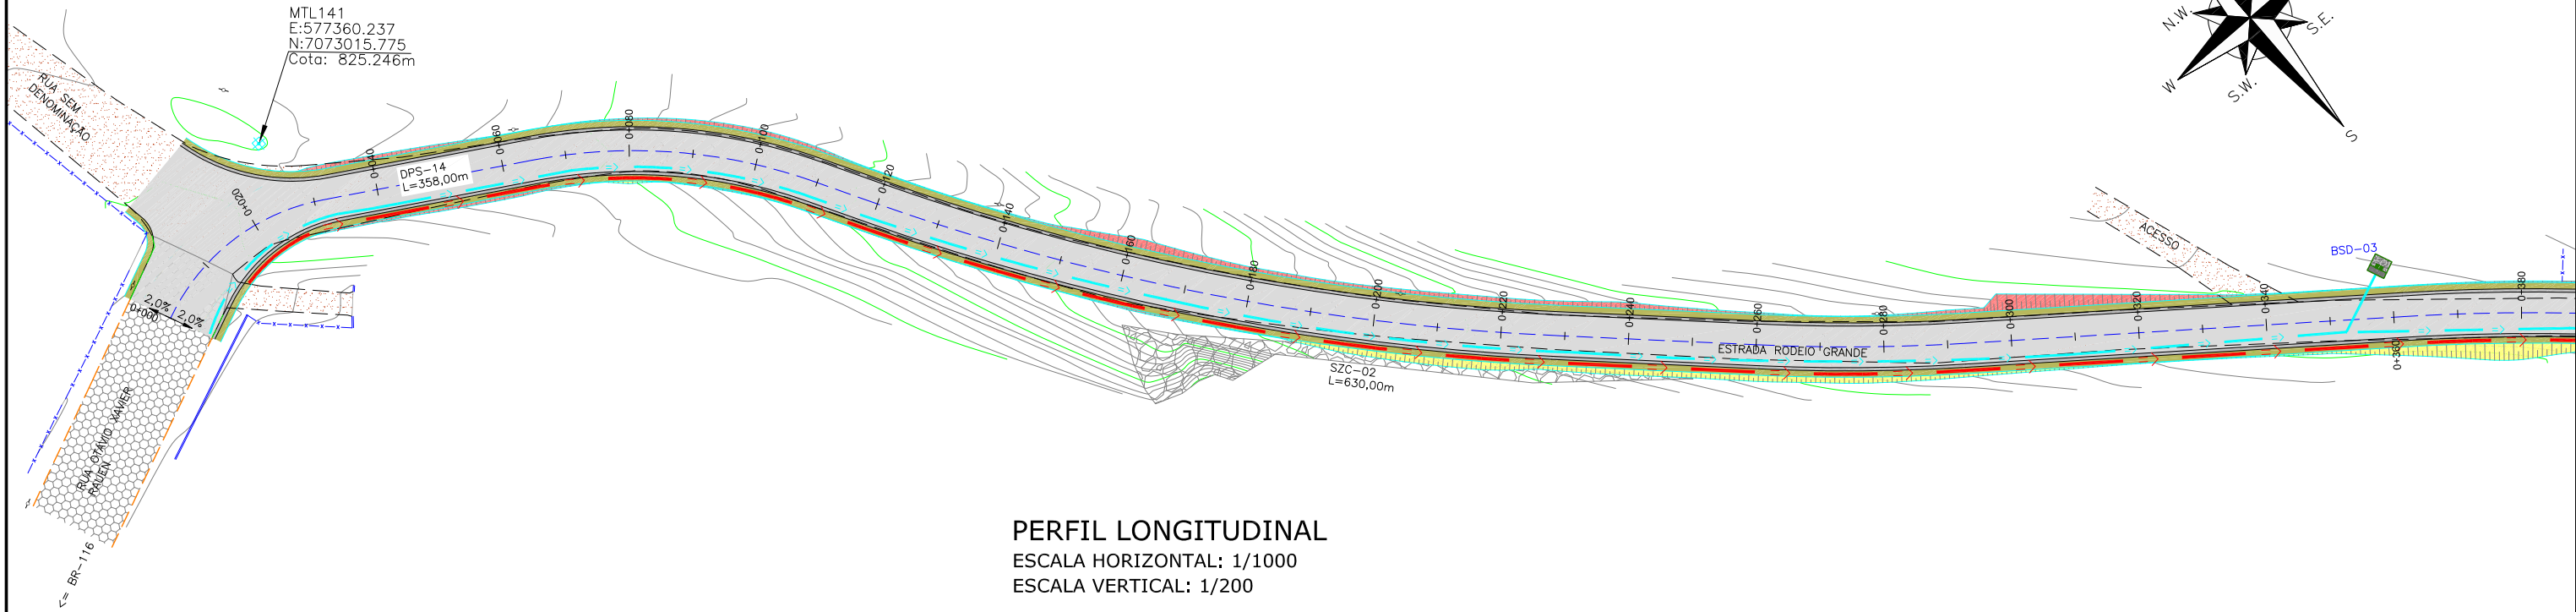 MTL141
E:577360.237
N:7073015.775
Cota: 825.246m
N.W.
S.E.
W
S.W.
S
RUA SEM
DENOMINAÇÃO
0+000
0+020
0+040
0+060
0+080
0+100
0+120
0+140
0+160
0+180
0+200
0+220
0+240
0+260
0+280
0+300
0+320
0+340
0+360
0+380
DPS-14
L=358,00m
2,0%
2,0%
ACESSO
BSD-03
ESTRADA RODEIO GRANDE
SZC-02
L=630,00m
RUA OTÁVIO XAVIER
RAUEN
<= BR-116
PERFIL LONGITUDINAL
ESCALA HORIZONTAL: 1/1000
ESCALA VERTICAL: 1/200